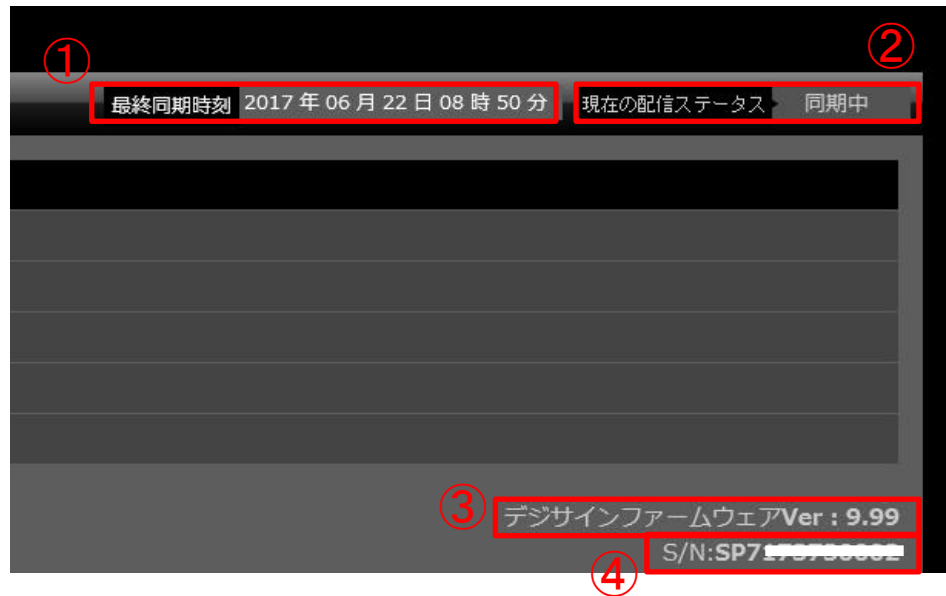 ① ②
最終同期時刻 2017 年 06 月 22 日 08 時 50 分 現在の配信ステータス 同期中
③ デジサインファームウェアVer : 9.99
④ S/N:SP71